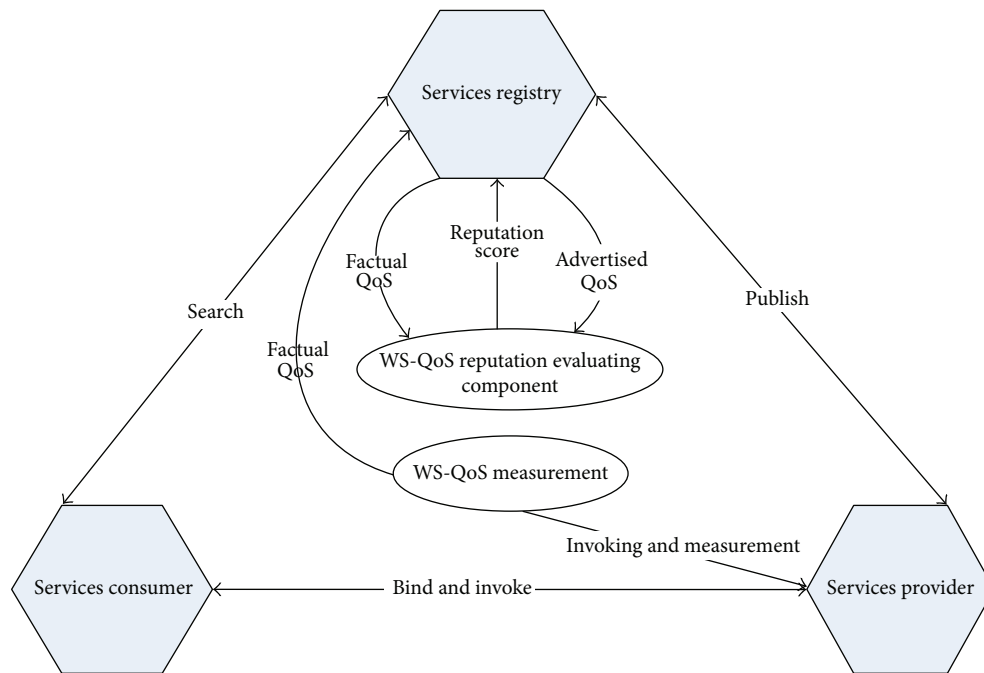 Services registry
Factual
QoS
Reputation
score
Advertised
QoS
Search
Publish
Factual
QoS
WS-QoS reputation evaluating
component
WS-QoS measurement
Invoking and measurement
Services consumer
Bind and invoke
Services provider